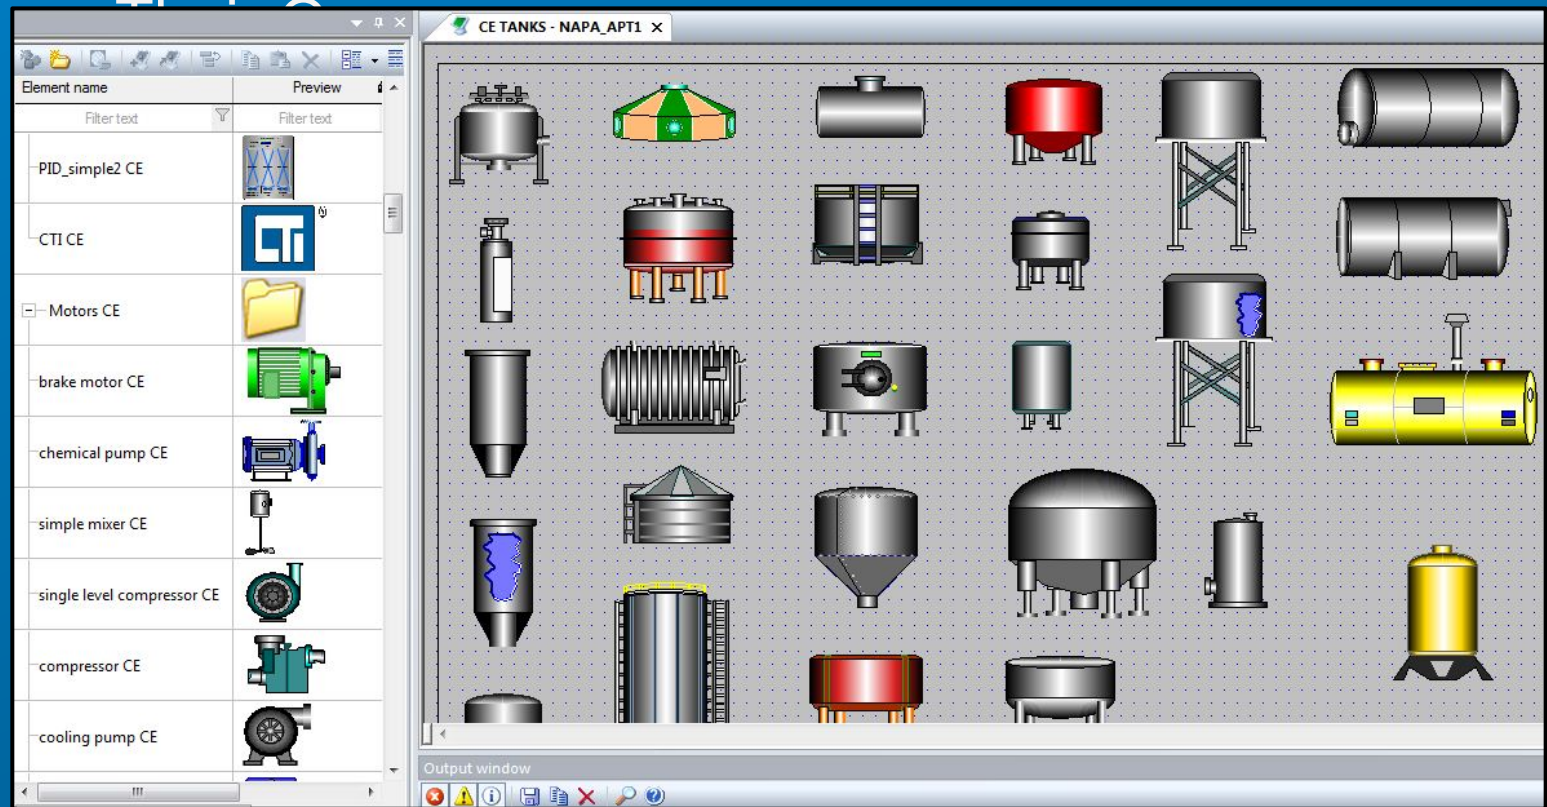 CE TANKS - NAPA_APT1
Element name Preview
Filter text Filter text
PID_simple2 CE
CTI CE
CTi
Motors CE
brake motor CE
chemical pump CE
simple mixer CE
single level compressor CE
compressor CE
cooling pump CE
Output window